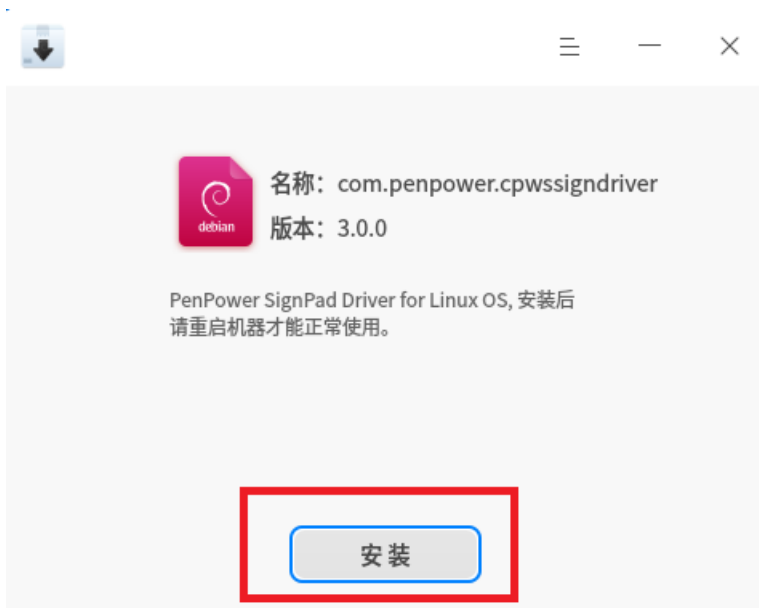 debian
名称：com.penpower.cpwssigndriver
版本：3.0.0
PenPower SignPad Driver for Linux OS, 安装后
请重启机器才能正常使用。
安装